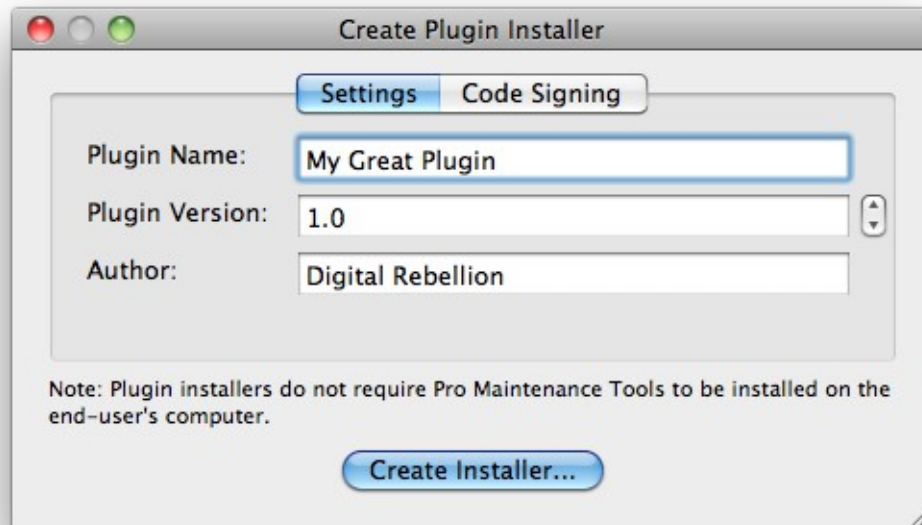 Create Plugin Installer
Settings
Code Signing
Plugin Name:
My Great Plugin
Plugin Version:
1.0
Author:
Digital Rebellion
Note: Plugin installers do not require Pro Maintenance Tools to be installed on the
end-user's computer.
Create Installer...